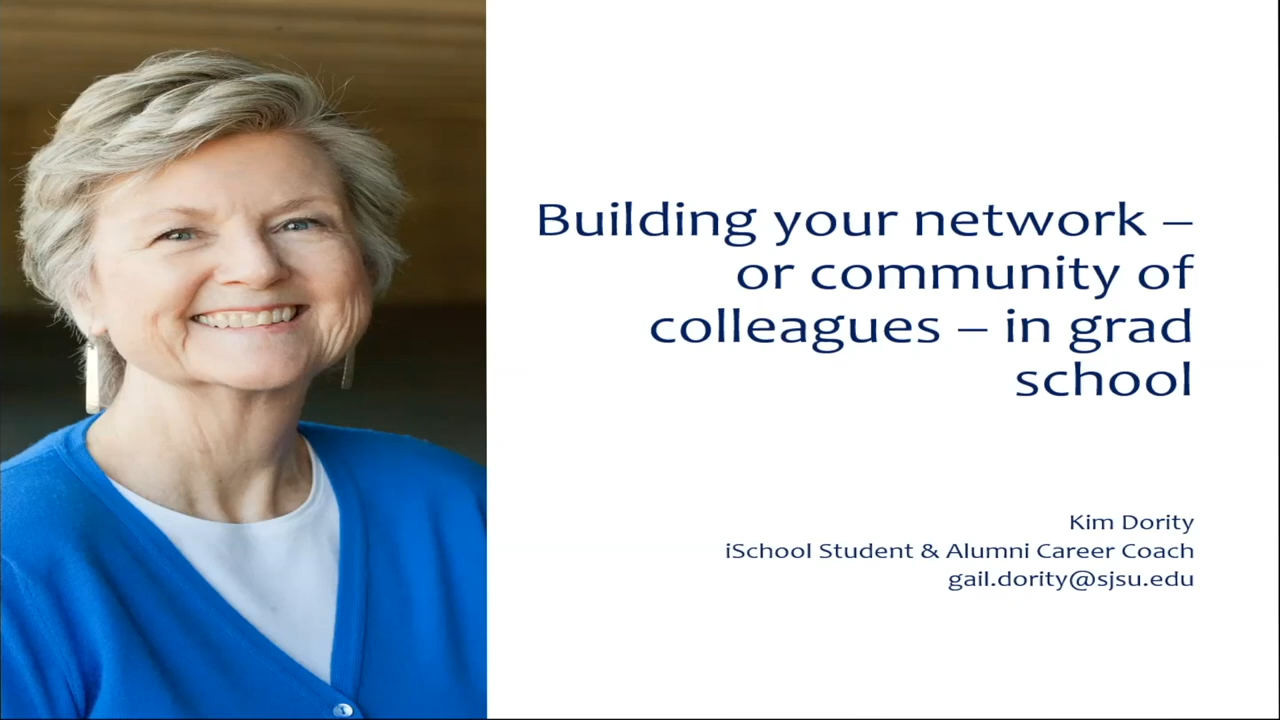 Building your network –
or community of
colleagues – in grad
school
Kim Dority
iSchool Student & Alumni Career Coach
gail.dority@sjsu.edu